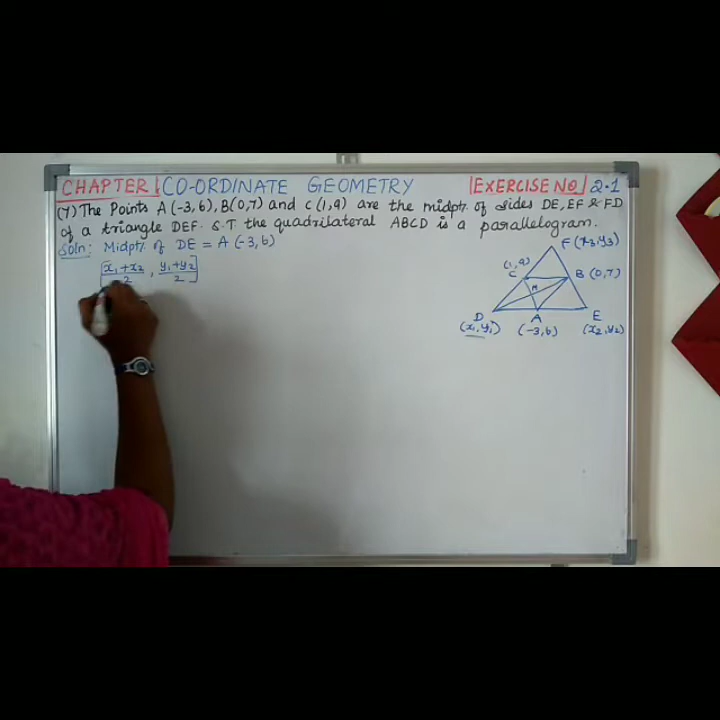 CHAPTER 1 CO-ORDINATE GEOMETRY EXERCISE NO 2.1
(7) The Points A (-3, 6), B(0,7) and C (1,9) are the midpt. of sides DE, EF & FD
of a triangle DEF. S.T the quadrilateral ABCD is a parallelogram.
Soln: Midpt. of DE = A (-3, 6)
[x₁+x₂/2, y₁+y₂/2]
F (x₃,y₃)
(1,9)
C
B (0,7)
M
D A E
(x₁,y₁) (-3,6) (x₂,y₂)